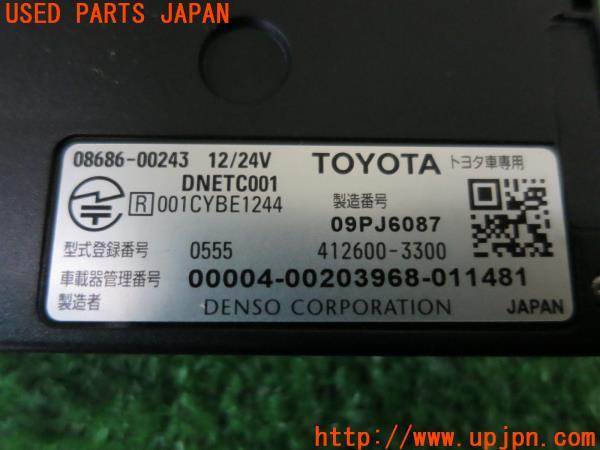 USED PARTS JAPAN
08686-00243 12/24V TOYOTA トヨタ車専用
DNETC001
R 001CYBE1244
製造番号
09PJ6087
型式登録番号 0555 412600-3300
車載器管理番号 00004-00203968-011481
製造者 DENSO CORPORATION JAPAN
UPJ
http://www.upjpn.com